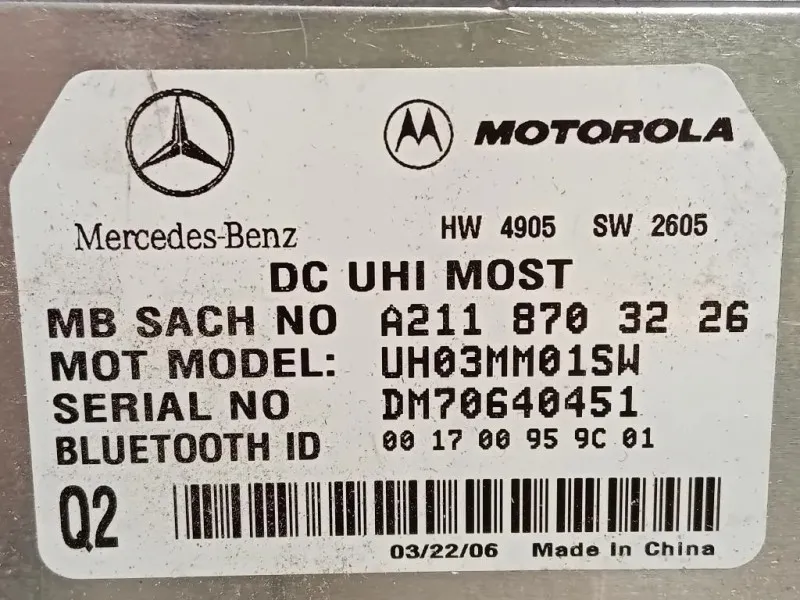 MOTOROLA
Mercedes-Benz
HW 4905 SW 2605
DC UHI MOST
MB SACH NO A211 870 32 26
MOT MODEL: UH03MM01SW
SERIAL NO DM70640451
BLUETOOTH ID 00 17 00 95 9C 01
Q2
03/22/06 Made In China